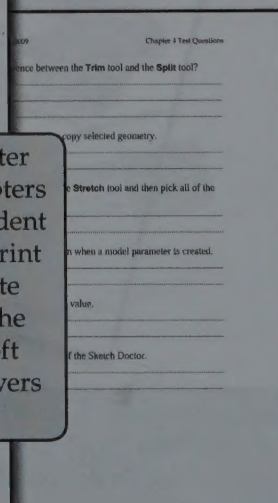 2009 Chapter 4 Test Questions
ence between the Trim tool and the Split tool?
copy selected geometry.
e Stretch tool and then pick all of the
n when a model parameter is created.
value.
f the Sketch Doctor.
ter
ters
dent
rint
te
he
ft
vers